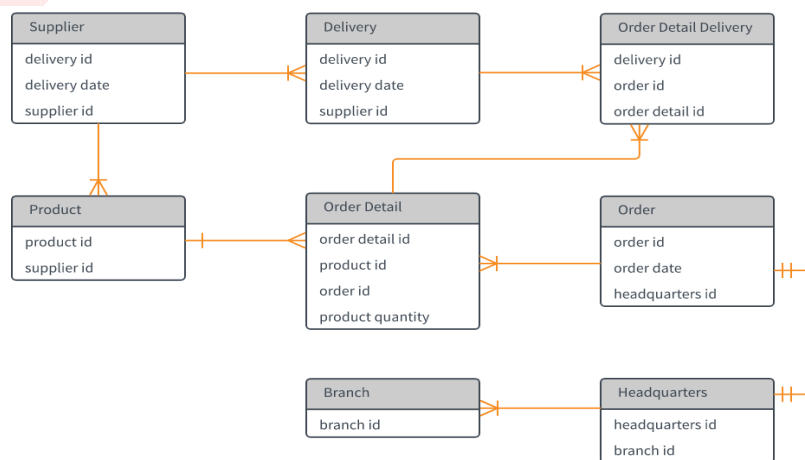 Supplier
delivery id
delivery date
supplier id
Delivery
delivery id
delivery date
supplier id
Order Detail Delivery
delivery id
order id
order detail id
Product
product id
supplier id
Order Detail
order detail id
product id
order id
product quantity
Order
order id
order date
headquarters id
Branch
branch id
Headquarters
headquarters id
branch id